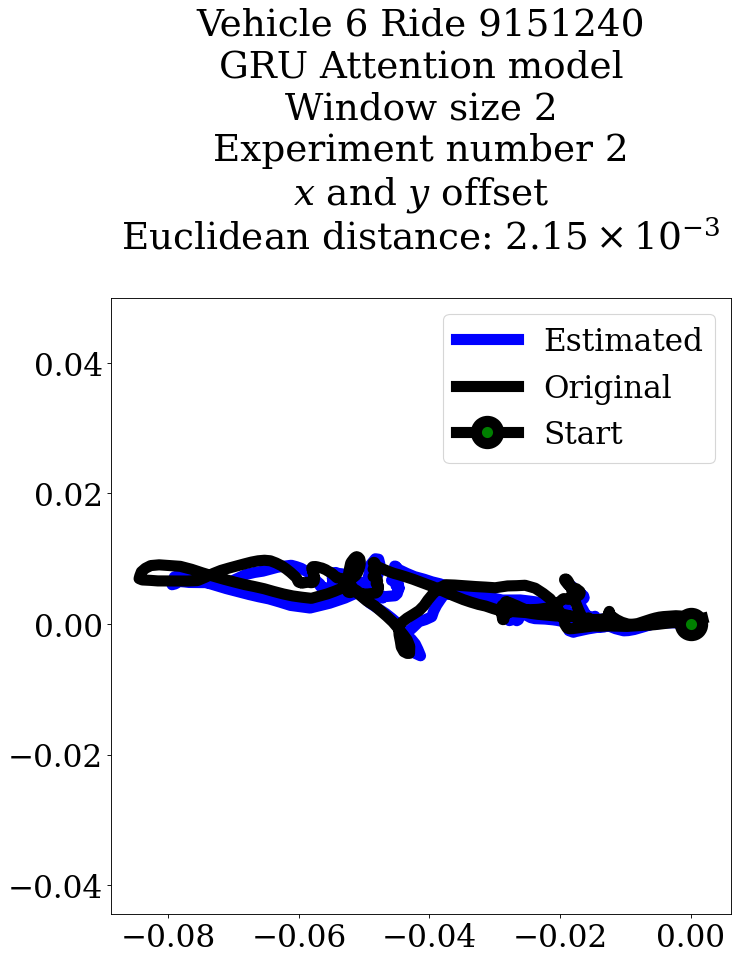 Vehicle 6 Ride 9151240
GRU Attention model
Window size 2
Experiment number 2
x and y offset
Euclidean distance: 2.15 × 10⁻³
Estimated
Original
Start
0.04
0.02
0.00
−0.02
−0.04
−0.08
−0.06
−0.04
−0.02
0.00